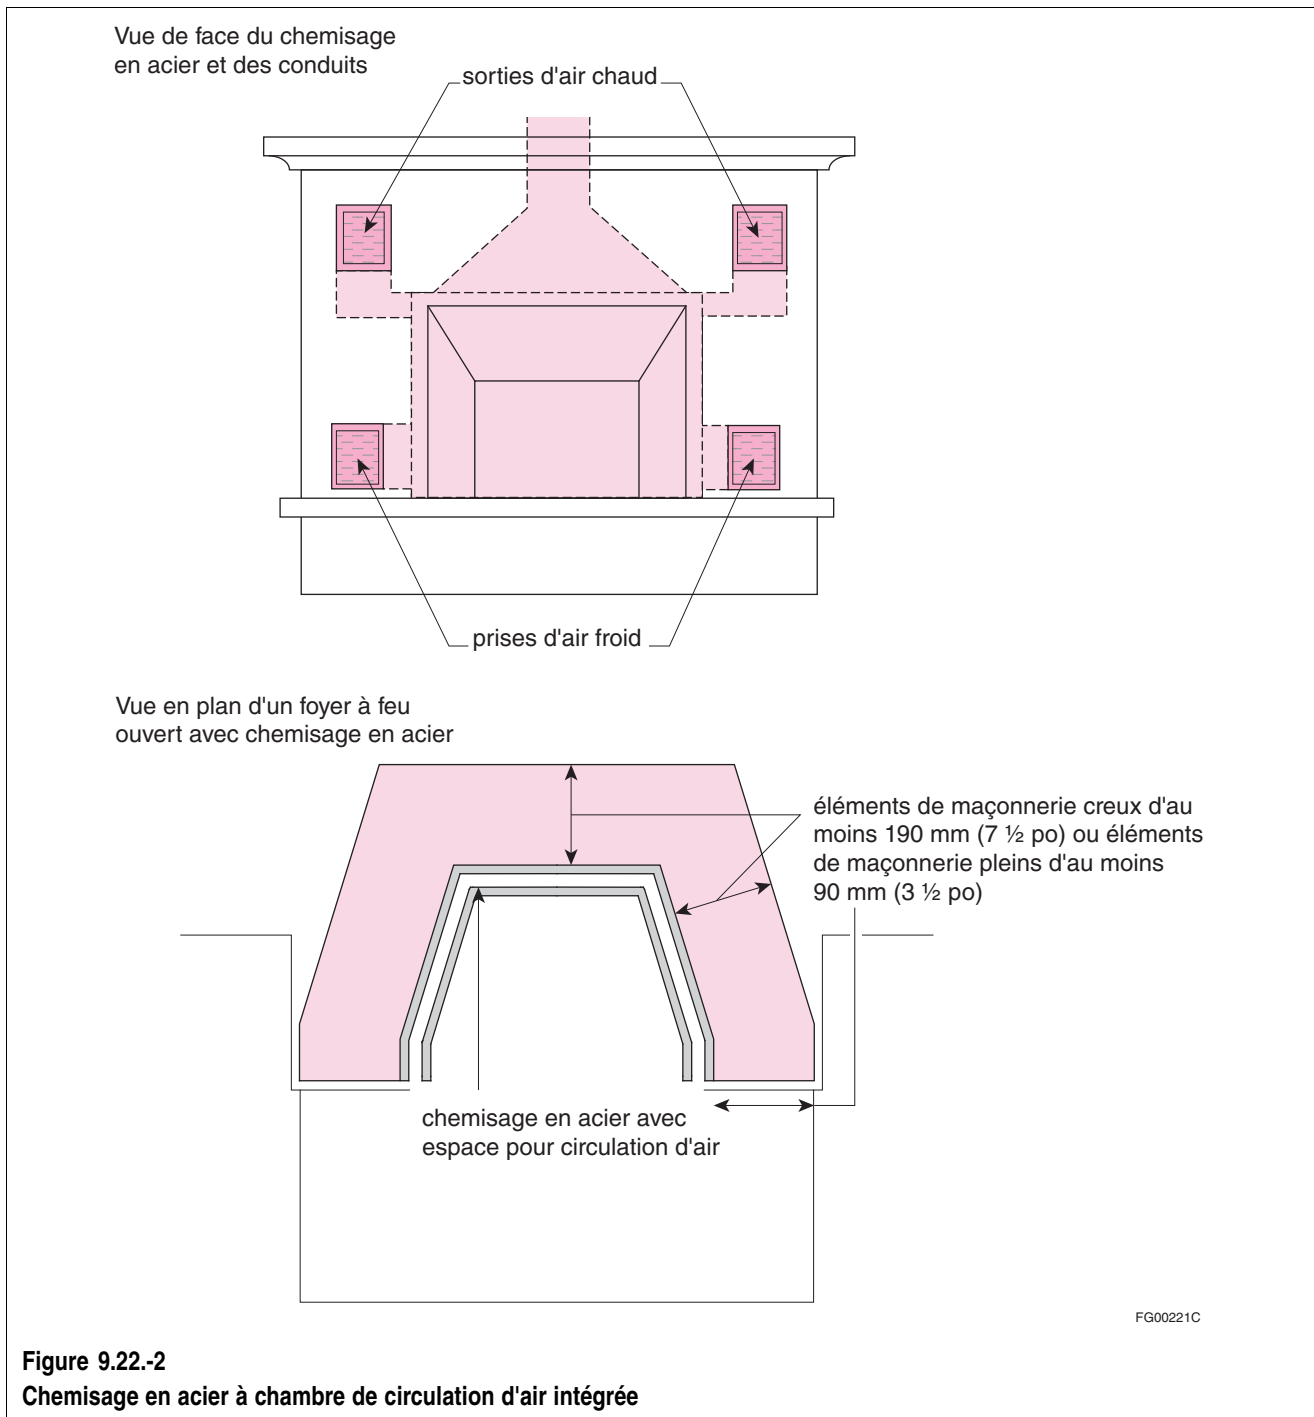 Vue de face du chemisage
en acier et des conduits
sorties d'air chaud
prises d'air froid
Vue en plan d'un foyer à feu
ouvert avec chemisage en acier
éléments de maçonnerie creux d'au
moins 190 mm (7 ½ po) ou éléments
de maçonnerie pleins d'au moins
90 mm (3 ½ po)
chemisage en acier avec
espace pour circulation d'air
FG00221C
Figure 9.22.-2
Chemisage en acier à chambre de circulation d'air intégrée